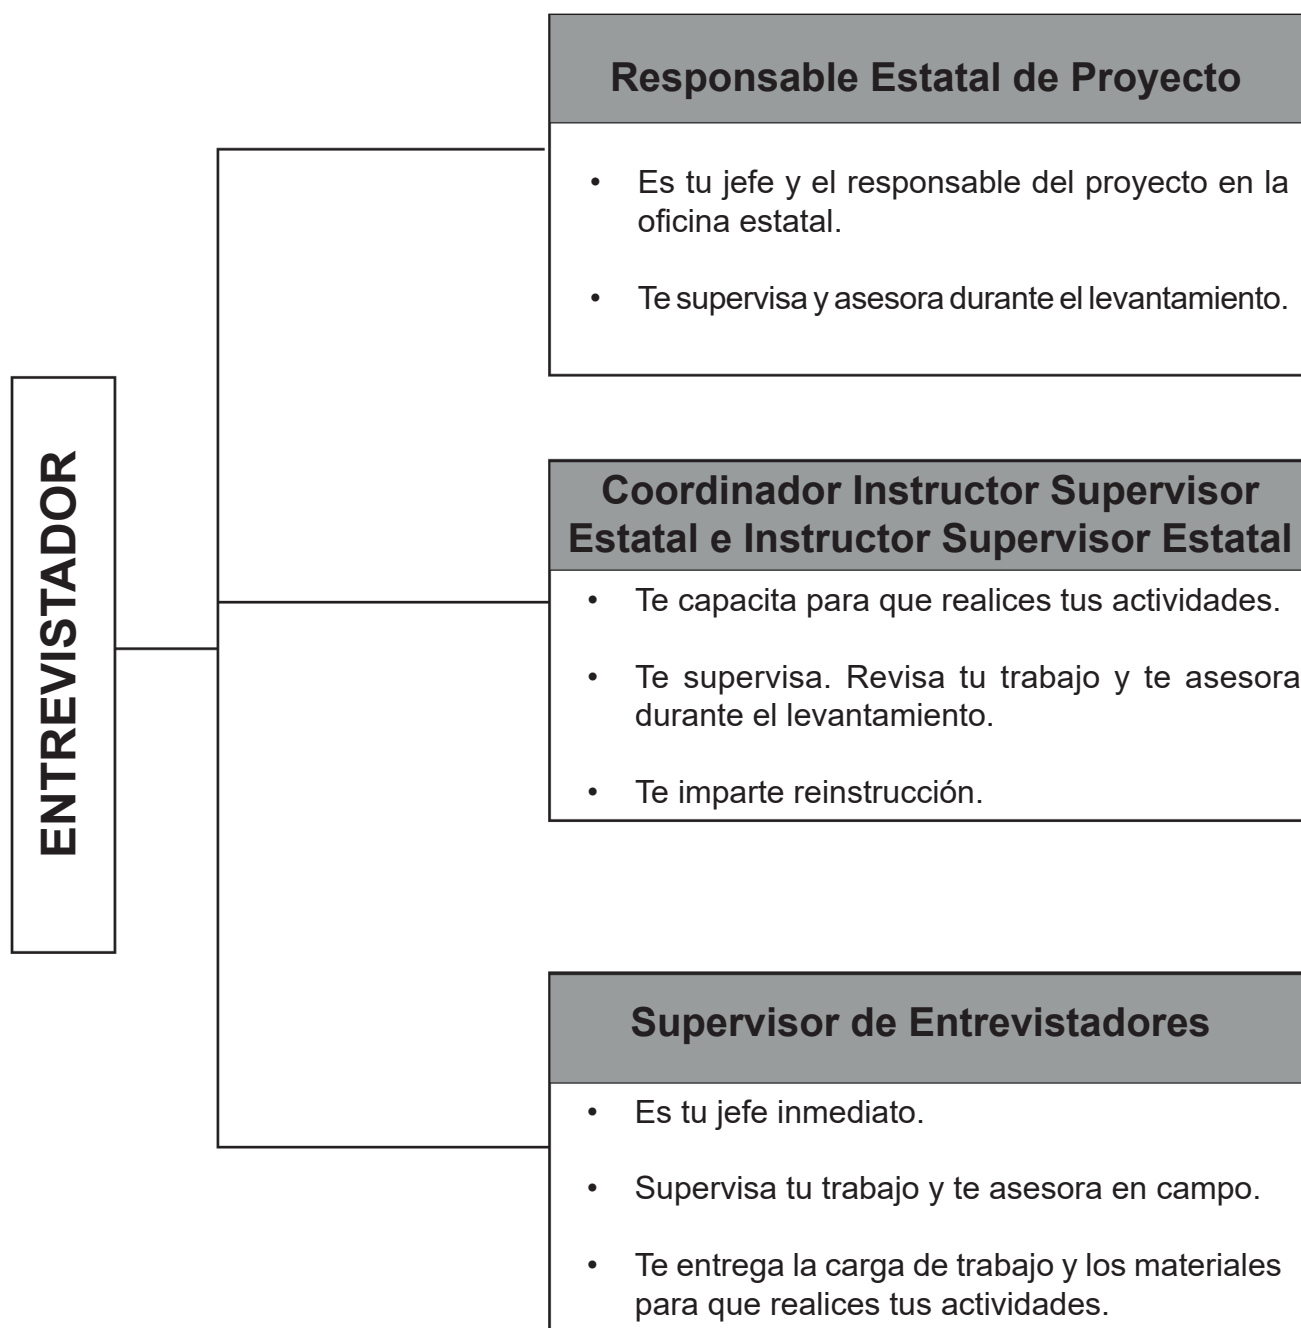 Responsable Estatal de Proyecto
• Es tu jefe y el responsable del proyecto en la
oficina estatal.
• Te supervisa y asesora durante el levantamiento.
ENTREVISTADOR
Coordinador Instructor Supervisor
Estatal e Instructor Supervisor Estatal
• Te capacita para que realices tus actividades.
• Te supervisa. Revisa tu trabajo y te asesora
durante el levantamiento.
• Te imparte reinstrucción.
Supervisor de Entrevistadores
• Es tu jefe inmediato.
• Supervisa tu trabajo y te asesora en campo.
• Te entrega la carga de trabajo y los materiales
para que realices tus actividades.